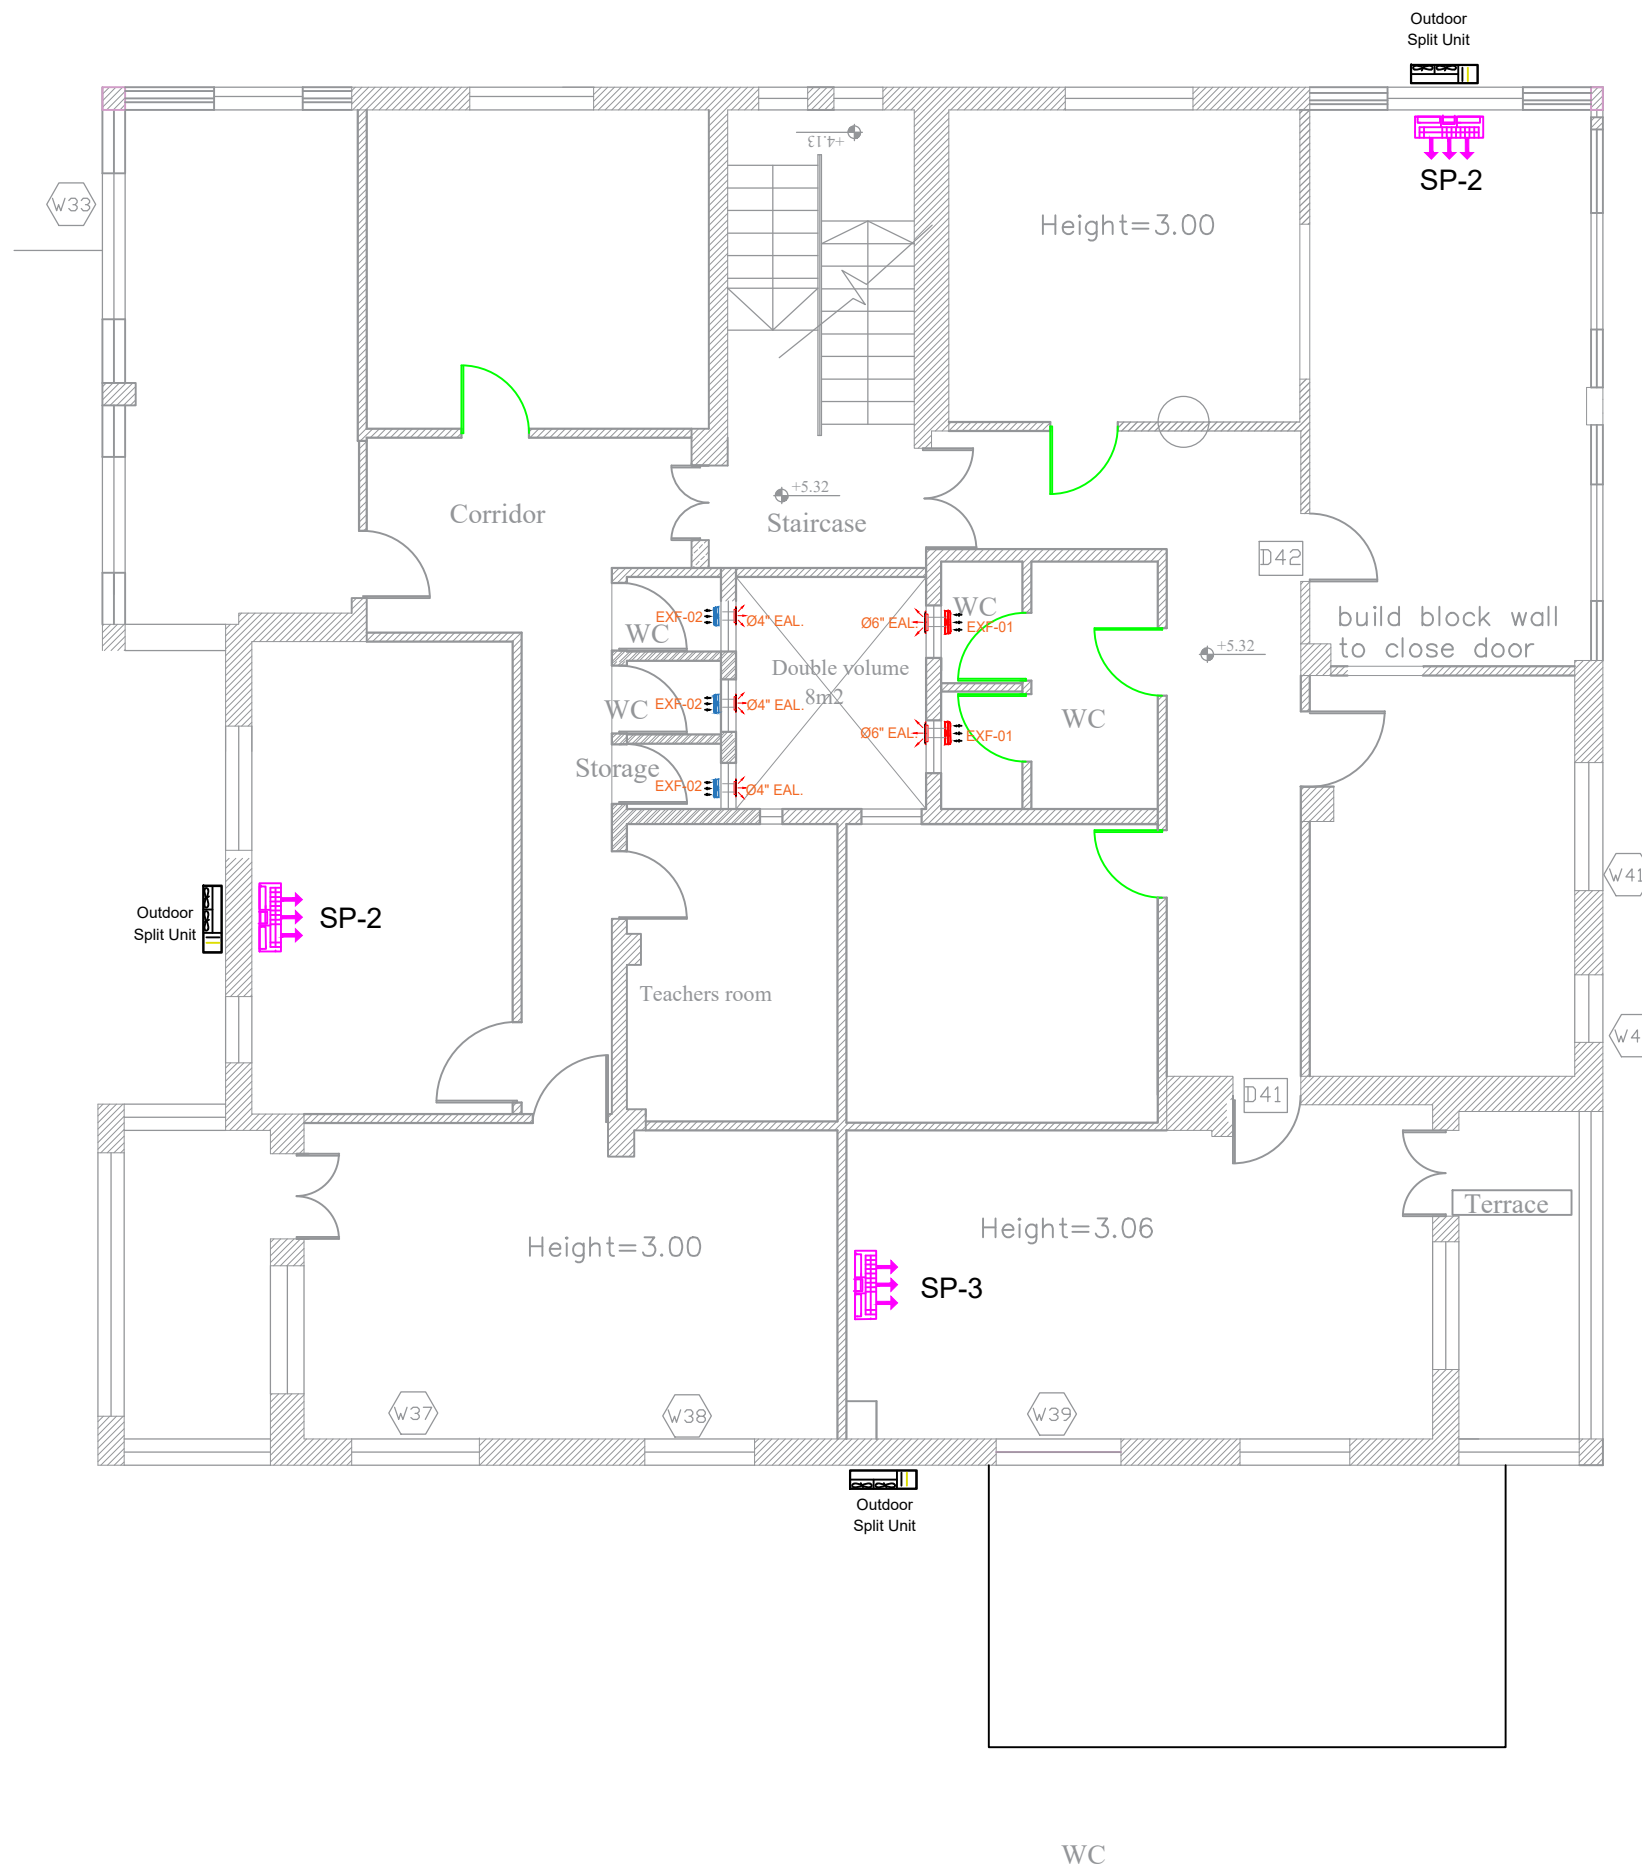 Outdoor
Split Unit
+4.13
SP-2
W33
Height=3.00
+5.32
Corridor
Staircase
D42
WC
EXF-02
Ø4" EAL.
Ø6" EAL.
EXF-01
WC
build block wall
to close door
+5.32
Double volume
8m2
WC
EXF-02
Ø4" EAL.
WC
Ø6" EAL.
EXF-01
Storage
EXF-02
Ø4" EAL.
W41
Outdoor
Split Unit
SP-2
Teachers room
W4
D41
Terrace
Height=3.00
Height=3.06
SP-3
W37
W38
W39
Outdoor
Split Unit
WC